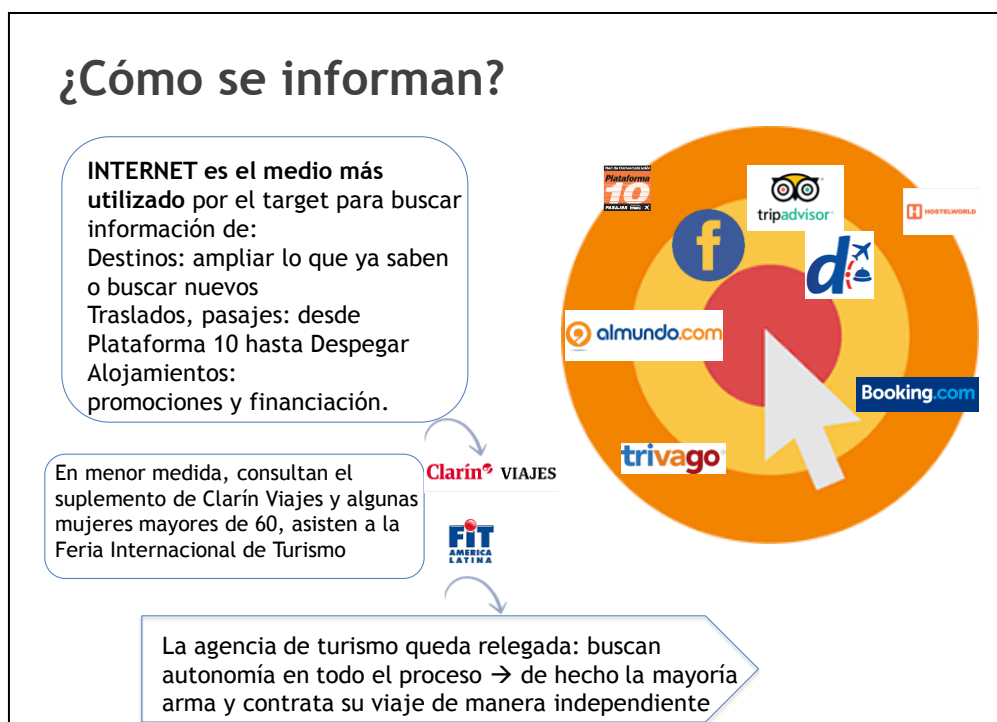 ¿Cómo se informan?
INTERNET es el medio más
utilizado por el target para buscar
información de:
Destinos: ampliar lo que ya saben
o buscar nuevos
Traslados, pasajes: desde
Plataforma 10 hasta Despegar
Alojamientos:
promociones y financiación.
Red de Comercialización
Plataforma
10
PASAJES
tripadvisor
HOSTELWORLD
f
d
almundo.com
Booking.com
trivago
En menor medida, consultan el
suplemento de Clarín Viajes y algunas
mujeres mayores de 60, asisten a la
Feria Internacional de Turismo
Clarín VIAJES
FiT
AMERICA
LATINA
La agencia de turismo queda relegada: buscan
autonomía en todo el proceso → de hecho la mayoría
arma y contrata su viaje de manera independiente